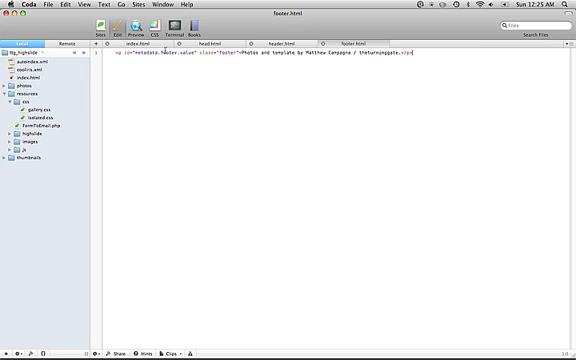 Coda File Edit View Text Go Sites Window Help
Sun 12:25 AM
footer.html
Sites Edit Preview CSS Terminal Books
Files
Search Files
Local Remote
index.html head.html header.html footer.html
ttg_highslide
autoindex.xml
cooliris.xml
index.html
photos
resources
css
gallery.css
isolated.css
FormToEmail.php
highslide
images
js
thumbnails
1 <p id="metadata.footer.value" class="footer">Photos and template by Matthew Campagna / theturninggate.</p>
Share Hints Clips